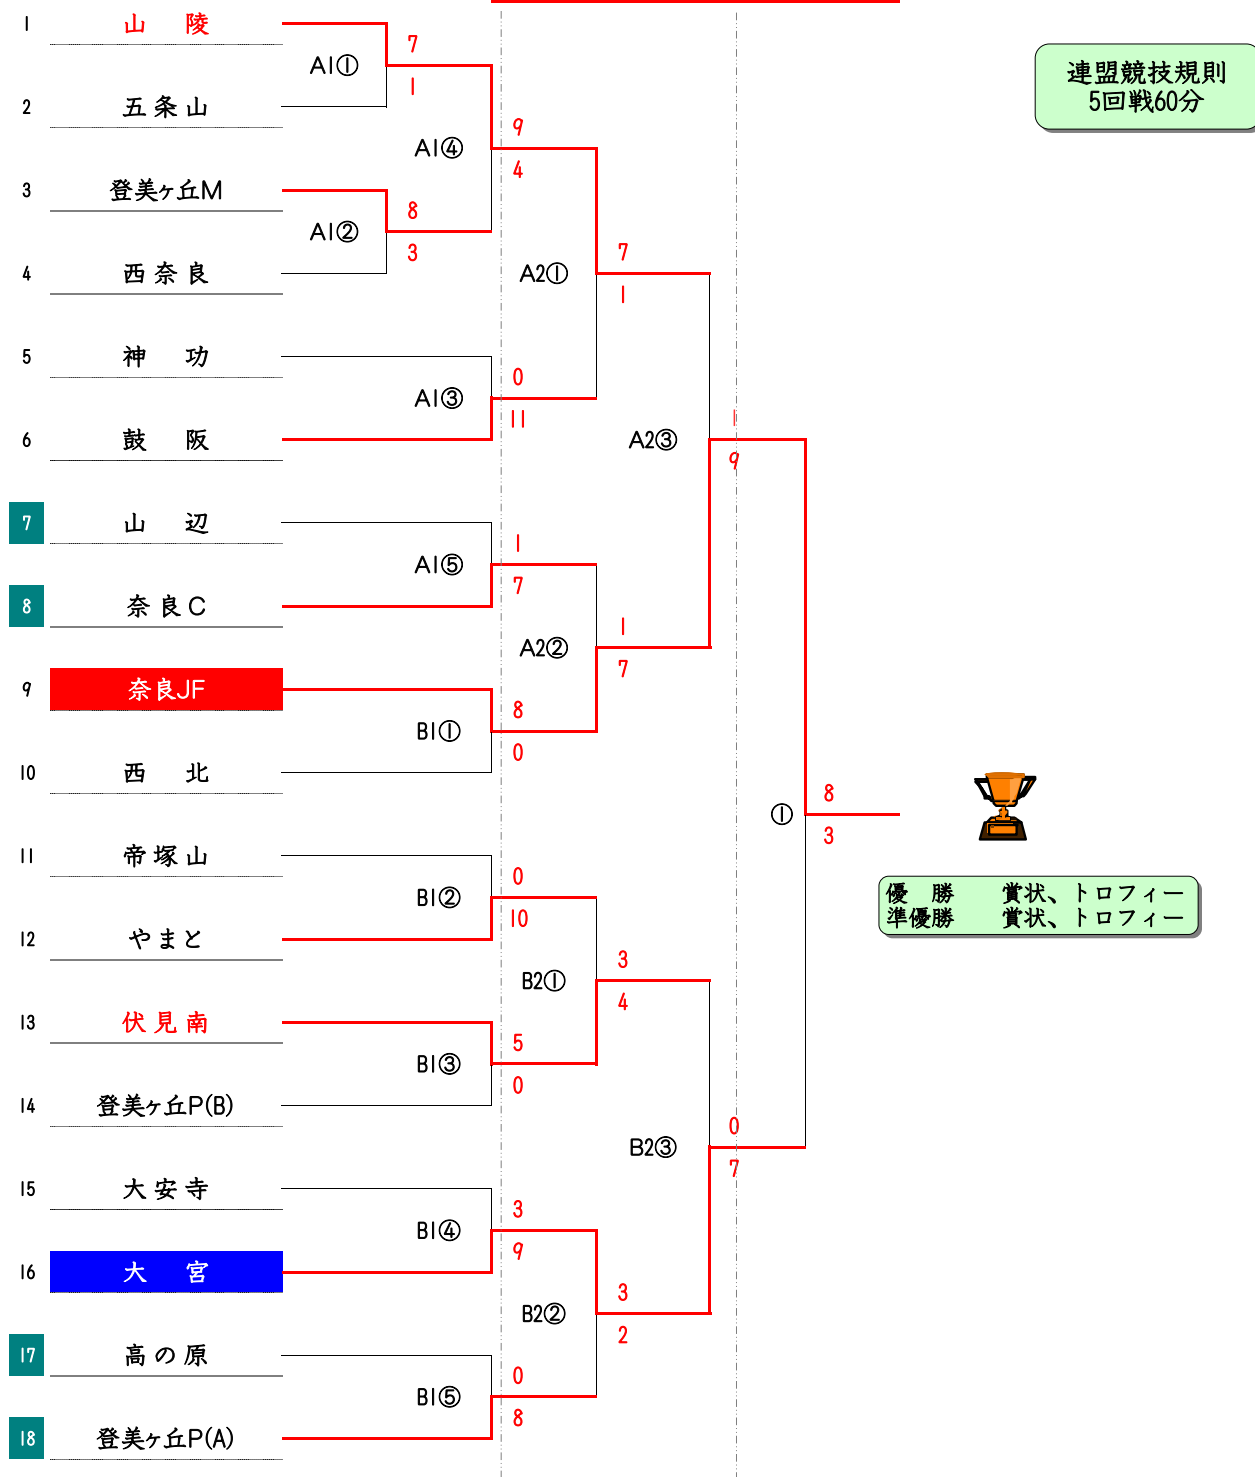 1 山 陵
7
A1①
1
連盟競技規則
5回戦60分
2 五条山
9
A1④
4
3 登美ヶ丘M
8
A1②
3
4 西奈良
7
A2①
1
5 神 功
0
A1③
11
6 鼓 阪
1
A2③
9
7 山 辺
1
A1⑤
7
8 奈良C
1
A2②
7
9 奈良JF
8
B1①
0
10 西 北
8
①
3
11 帝塚山
0
B1②
10
優 勝 賞状、トロフィー
準優勝 賞状、トロフィー
12 やまと
3
B2①
4
13 伏見南
5
B1③
0
14 登美ヶ丘P(B)
0
B2③
7
15 大安寺
3
B1④
9
16 大 宮
3
B2②
2
17 高の原
0
B1⑤
8
18 登美ヶ丘P(A)